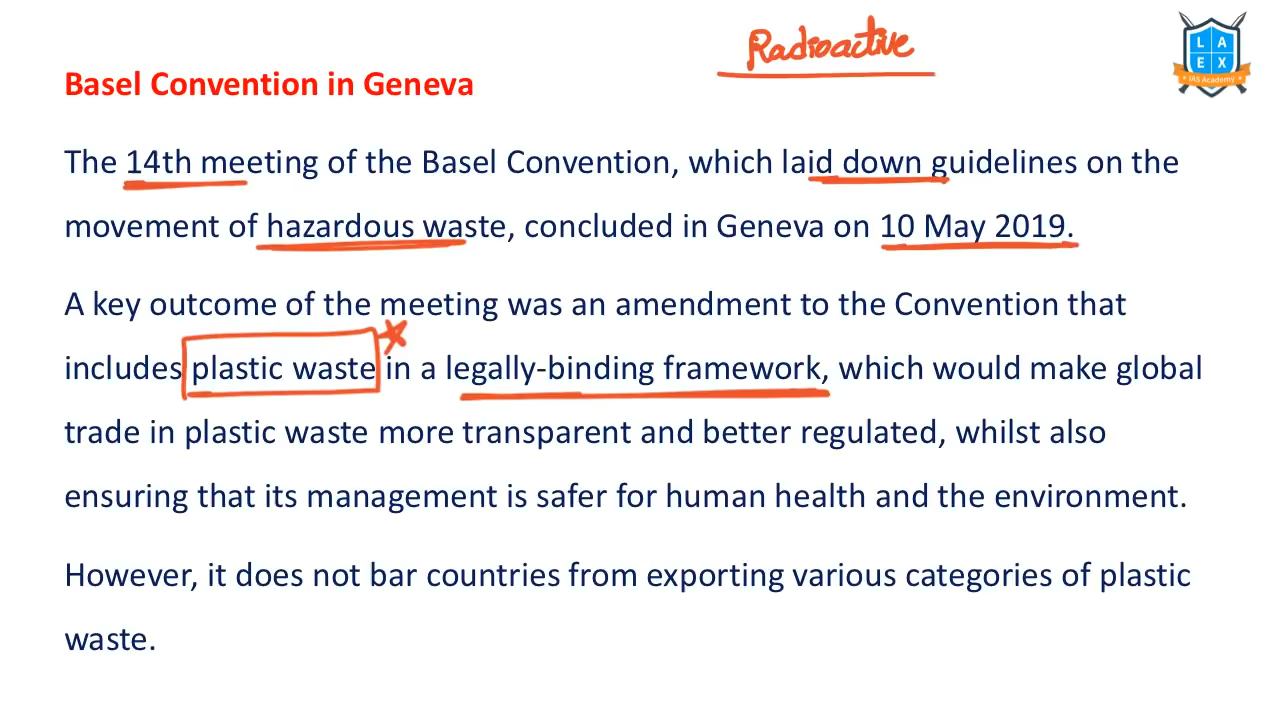 Radioactive
L A
E X
IAS Academy
Basel Convention in Geneva
The 14th meeting of the Basel Convention, which laid down guidelines on the
movement of hazardous waste, concluded in Geneva on 10 May 2019.
A key outcome of the meeting was an amendment to the Convention that
includes plastic waste in a legally-binding framework, which would make global
trade in plastic waste more transparent and better regulated, whilst also
ensuring that its management is safer for human health and the environment.
However, it does not bar countries from exporting various categories of plastic
waste.